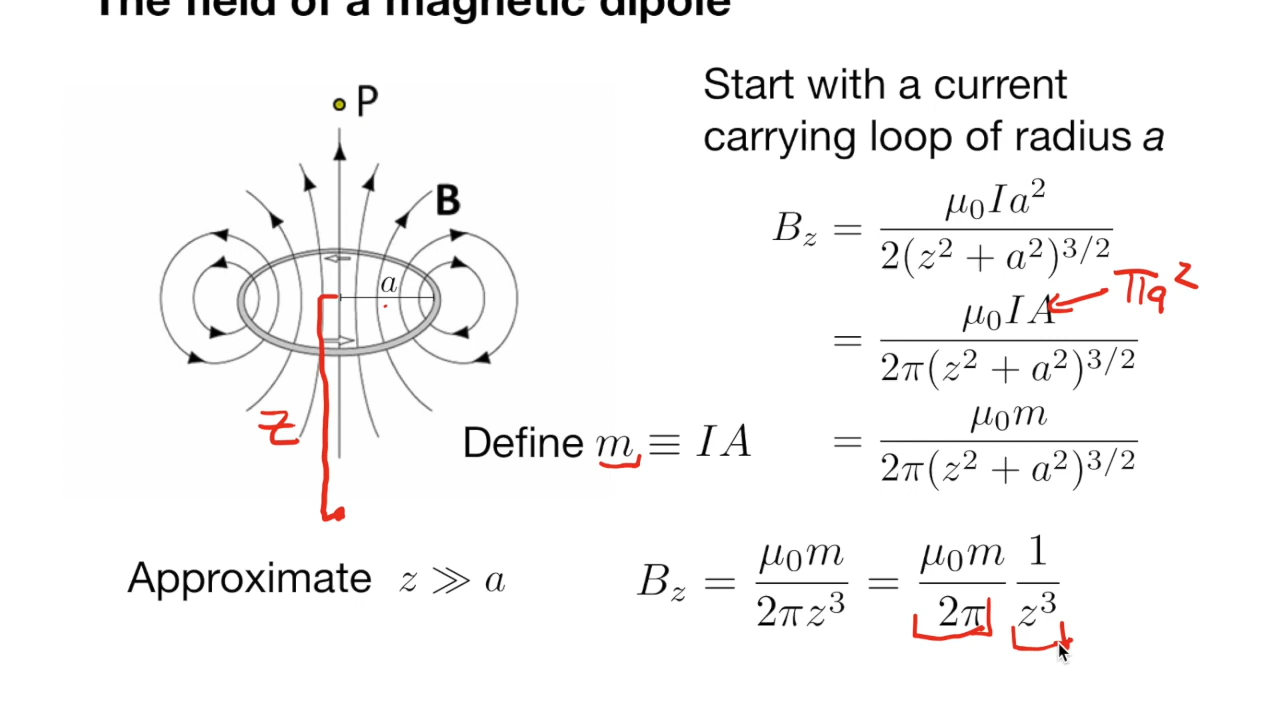 The field of a magnetic dipole
P
B
a
z
Start with a current
carrying loop of radius a
B_z = μ₀Ia² / 2(z² + a²)^{3/2}
= μ₀IA / 2π(z² + a²)^{3/2}
πa²
Define m ≡ IA
= μ₀m / 2π(z² + a²)^{3/2}
Approximate z ≫ a
B_z = μ₀m / 2πz³ = μ₀m / 2π 1 / z³